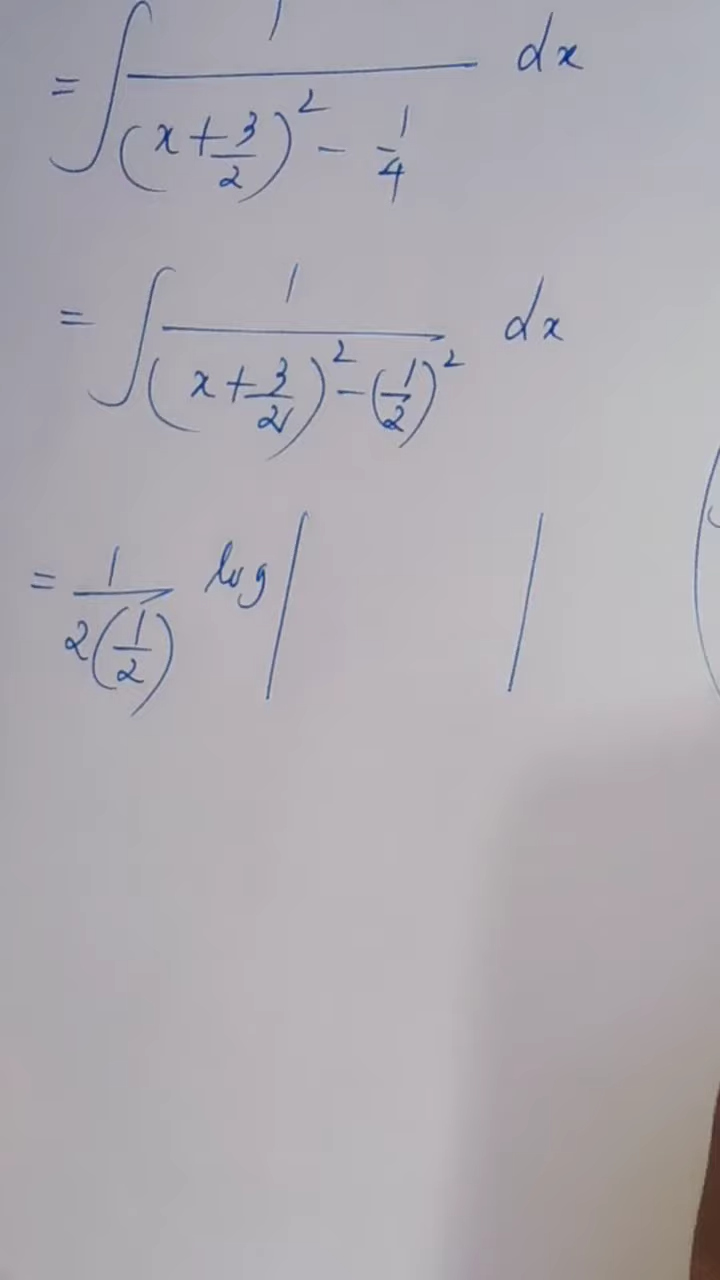 = ∫ 1 / ((x + 3/2)² - 1/4) dx
= ∫ 1 / ((x + 3/2)² - (1/2)²) dx
= 1 / (2(1/2)) log | |